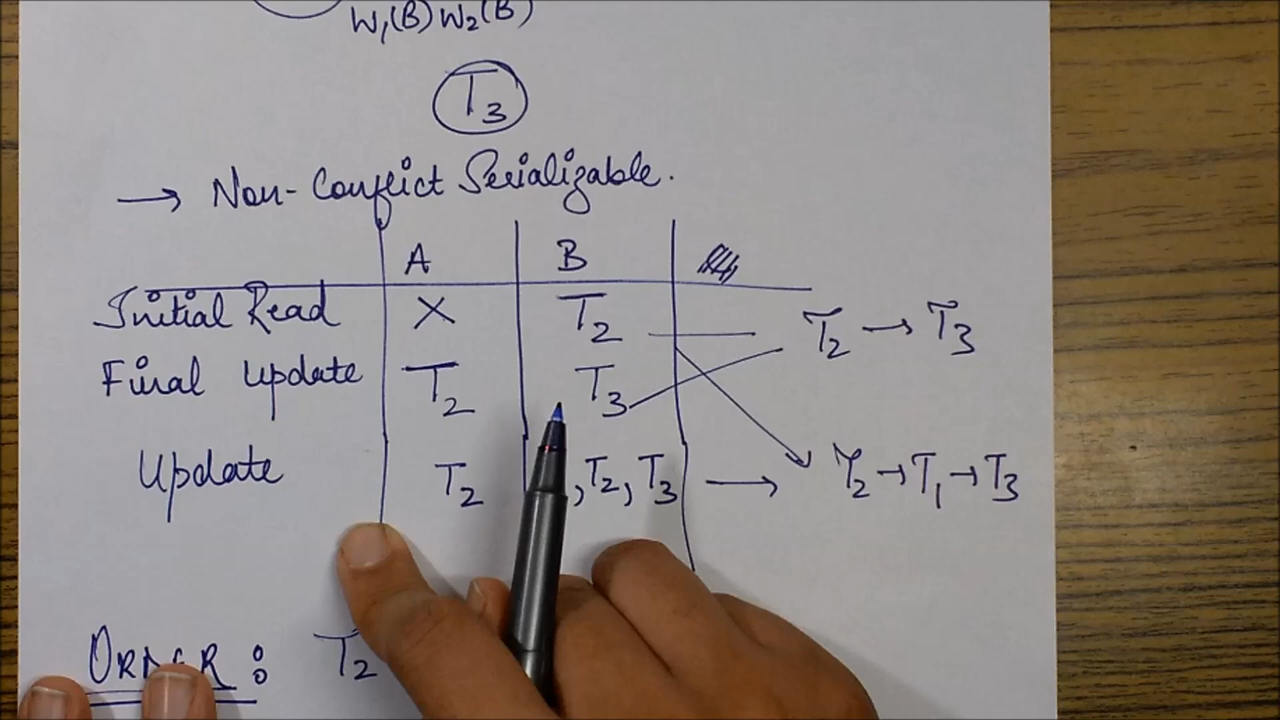 W₁(B) W₂(B)
T₃
→ Non-Conflict Serializable.
A B
Initial Read X T₂ T₂ → T₃
Final Update T₂ T₃
Update T₂ , T₂, T₃ → T₂ → T₁ → T₃
ORDER : T₂